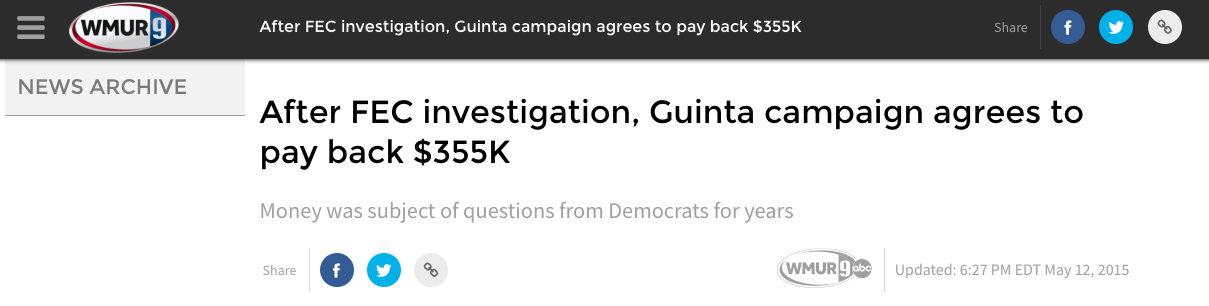 WMUR 9
After FEC investigation, Guinta campaign agrees to pay back $355K
Share
NEWS ARCHIVE
After FEC investigation, Guinta campaign agrees to
pay back $355K
Money was subject of questions from Democrats for years
Share
WMUR 9 abc
Updated: 6:27 PM EDT May 12, 2015